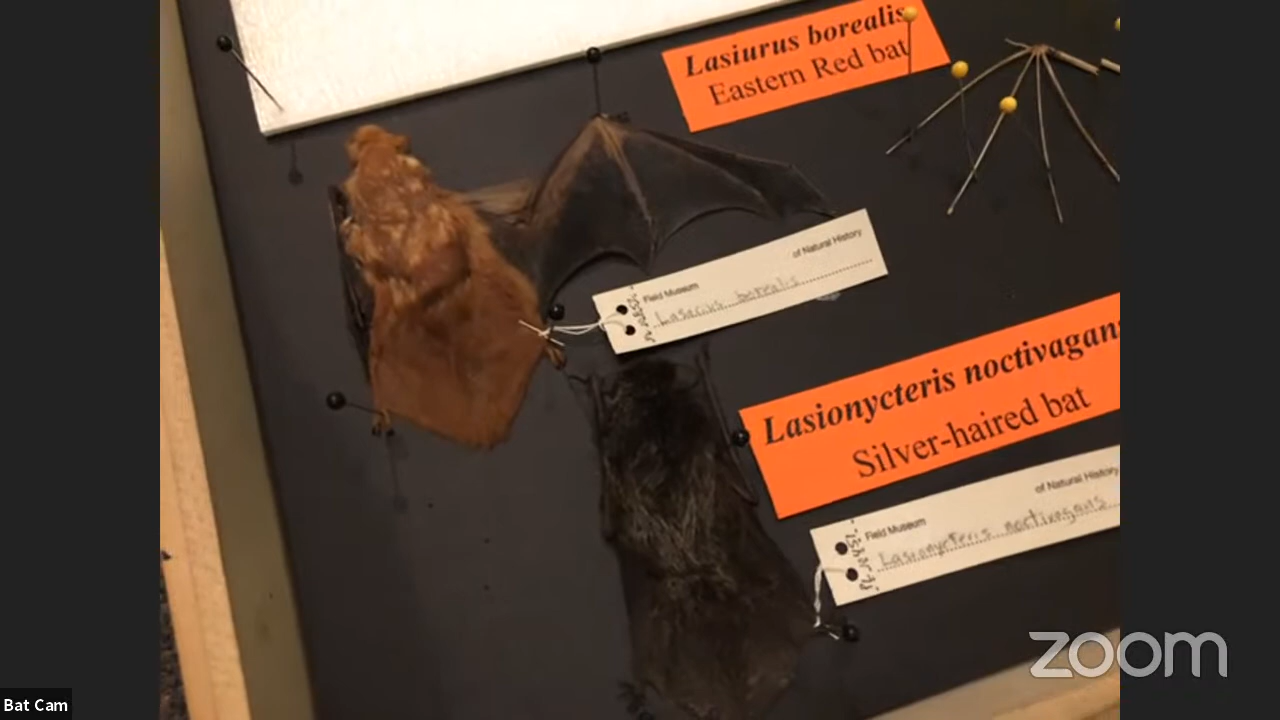 Lasiurus borealis
Eastern Red bat
of Natural History
Field Museum
Lasiurus borealis
Lasionycteris noctivagans
Silver-haired bat
of Natural History
Field Museum
Lasionycteris noctivagans
zoom
Bat Cam